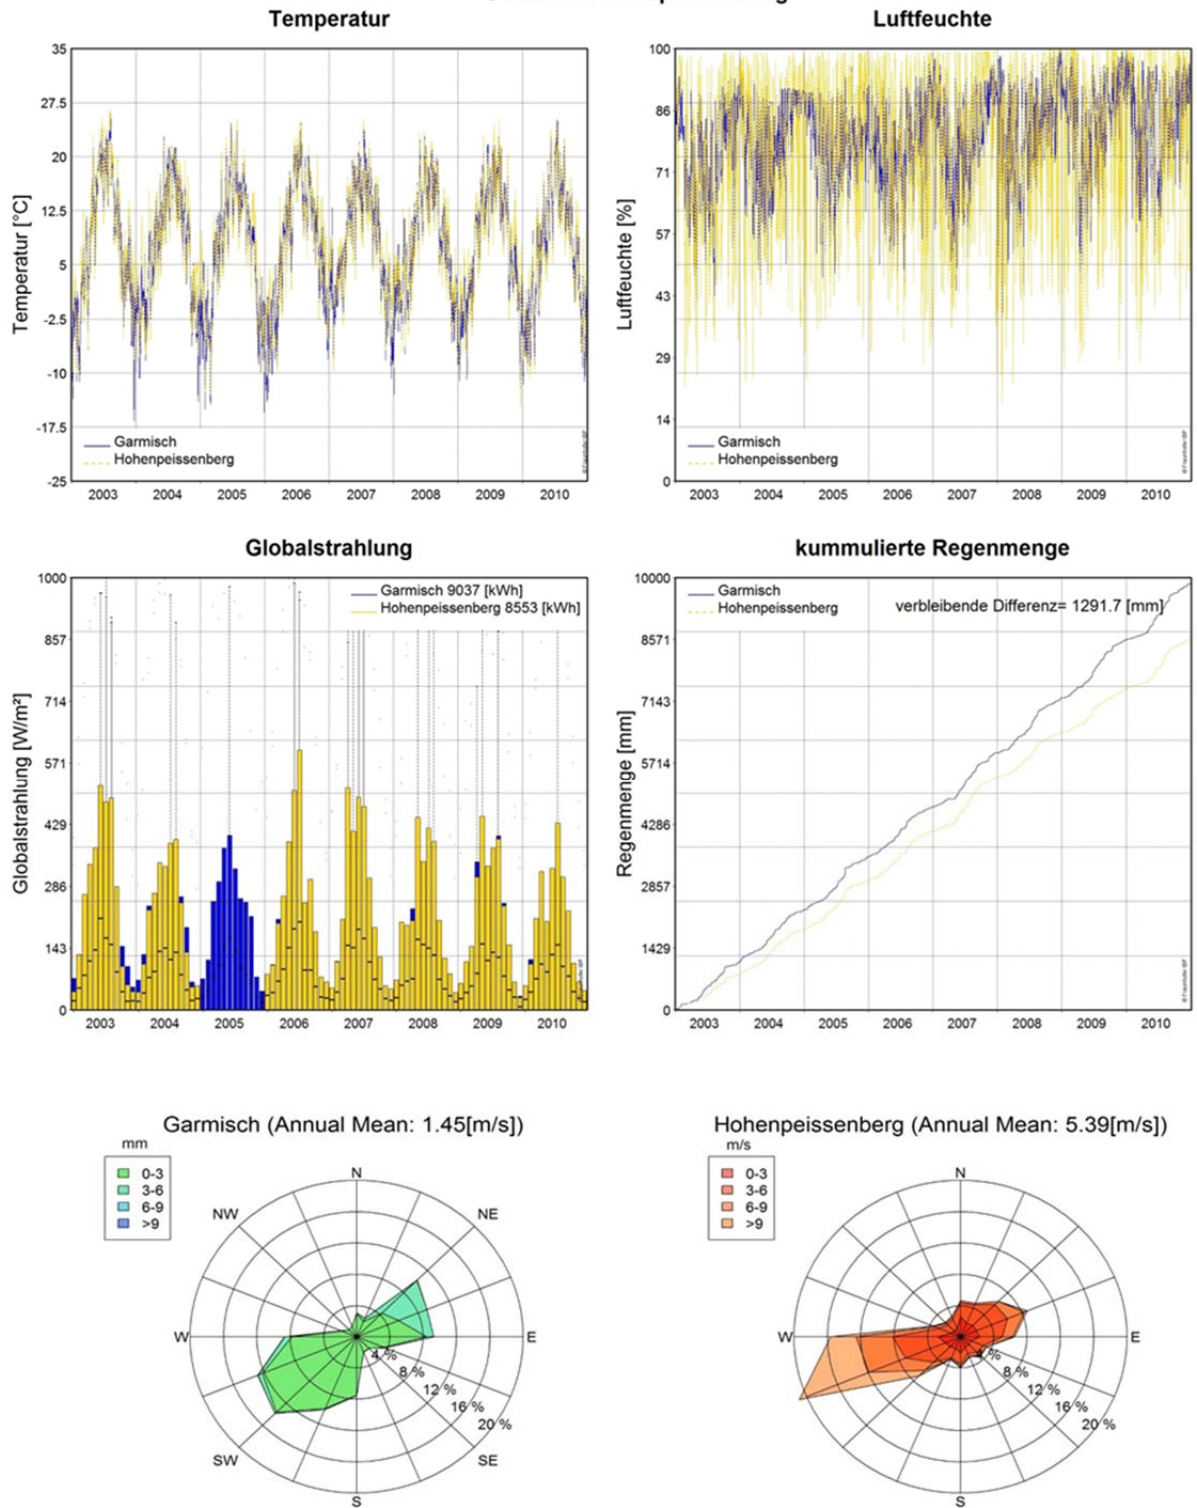 Temperatur
35
27.5
20
12.5
5
-2.5
-10
-17.5
-25
Temperatur [°C]
Garmisch
Hohenpeissenberg
2003 2004 2005 2006 2007 2008 2009 2010
Luftfeuchte
100
86
71
57
43
29
14
0
Luftfeuchte [%]
Garmisch
Hohenpeissenberg
2003 2004 2005 2006 2007 2008 2009 2010
Globalstrahlung
1000
857
714
571
429
286
143
0
Globalstrahlung [W/m²]
Garmisch 9037 [kWh]
Hohenpeissenberg 8553 [kWh]
2003 2004 2005 2006 2007 2008 2009 2010
kummulierte Regenmenge
10000
8571
7143
5714
4286
2857
1429
0
Regenmenge [mm]
Garmisch
Hohenpeissenberg
verbleibende Differenz= 1291.7 [mm]
2003 2004 2005 2006 2007 2008 2009 2010
Garmisch (Annual Mean: 1.45[m/s])
mm
0-3
3-6
6-9
>9
N
NW
NE
W
E
4 %
8 %
12 %
16 %
20 %
SW
SE
S
Hohenpeissenberg (Annual Mean: 5.39[m/s])
m/s
0-3
3-6
6-9
>9
N
W
E
4 %
8 %
12 %
16 %
20 %
S